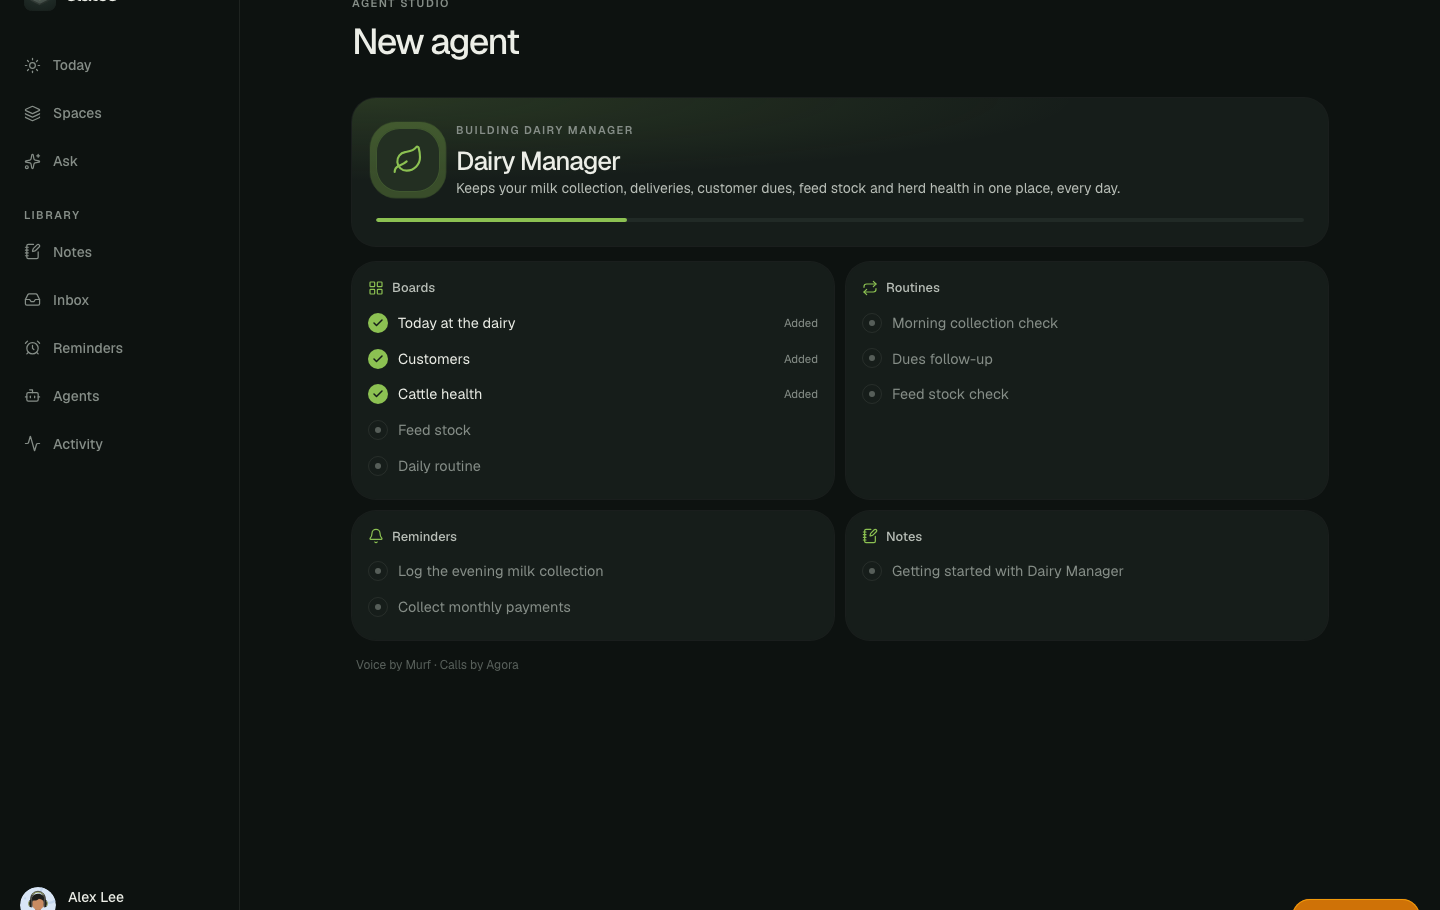 AGENT STUDIO
New agent
Today
Spaces
Ask
LIBRARY
Notes
Inbox
Reminders
Agents
Activity
BUILDING DAIRY MANAGER
Dairy Manager
Keeps your milk collection, deliveries, customer dues, feed stock and herd health in one place, every day.
Boards
Today at the dairy Added
Customers Added
Cattle health Added
Feed stock
Daily routine
Routines
Morning collection check
Dues follow-up
Feed stock check
Reminders
Log the evening milk collection
Collect monthly payments
Notes
Getting started with Dairy Manager
Voice by Murf · Calls by Agora
Alex Lee